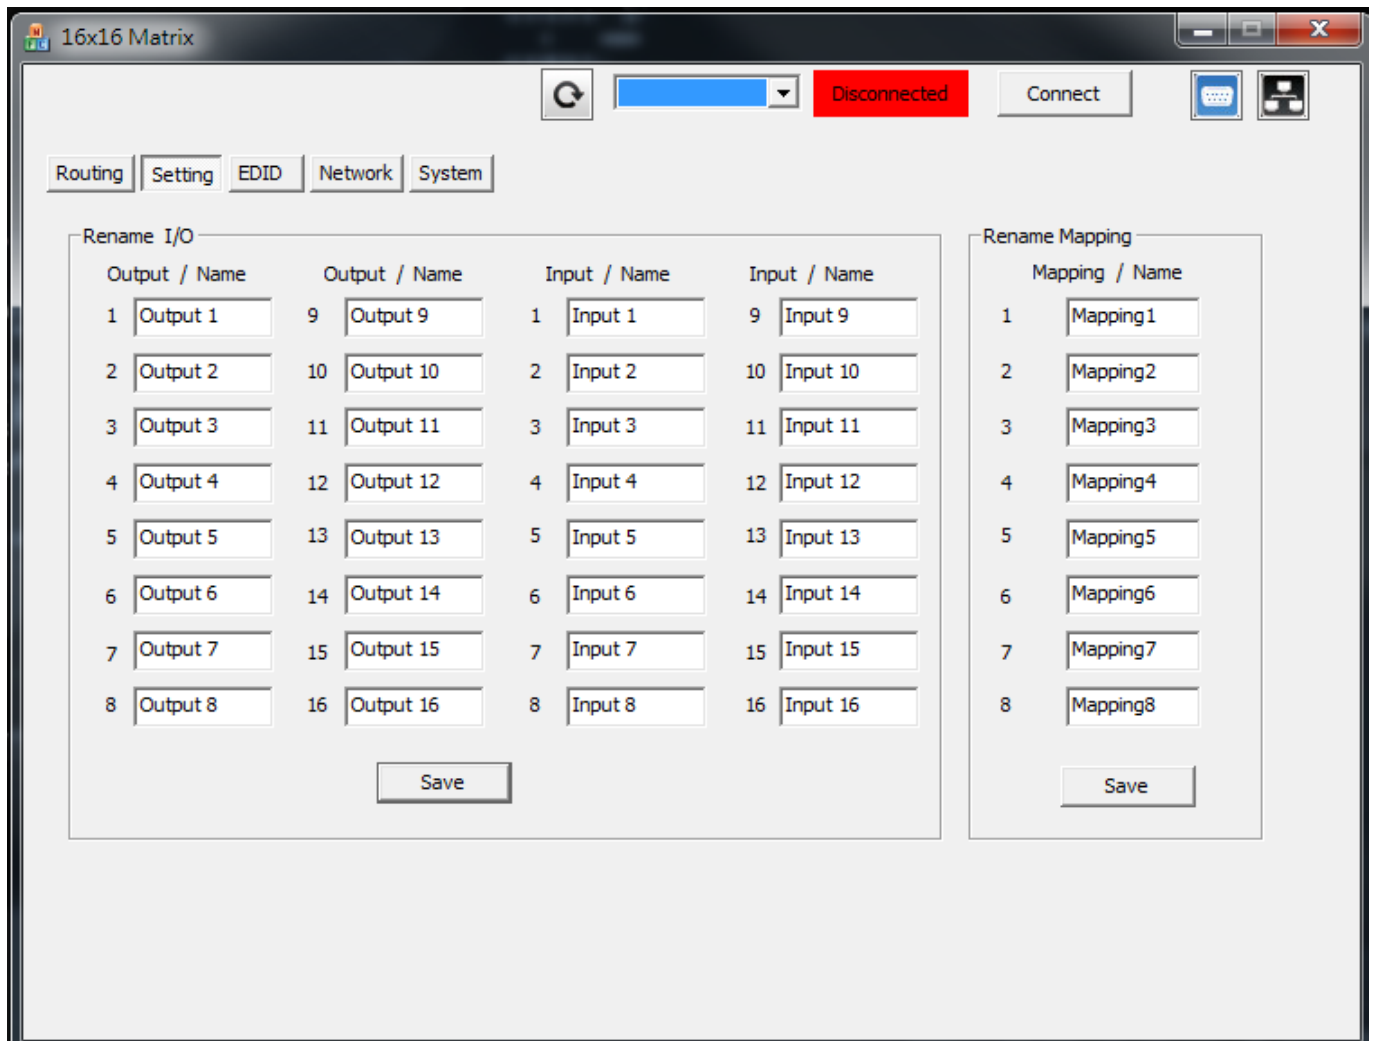 16x16 Matrix
Disconnected Connect
Routing Setting EDID Network System
Rename I/O Rename Mapping
Output / Name Output / Name Input / Name Input / Name Mapping / Name
1 Output 1 9 Output 9 1 Input 1 9 Input 9 1 Mapping1
2 Output 2 10 Output 10 2 Input 2 10 Input 10 2 Mapping2
3 Output 3 11 Output 11 3 Input 3 11 Input 11 3 Mapping3
4 Output 4 12 Output 12 4 Input 4 12 Input 12 4 Mapping4
5 Output 5 13 Output 13 5 Input 5 13 Input 13 5 Mapping5
6 Output 6 14 Output 14 6 Input 6 14 Input 14 6 Mapping6
7 Output 7 15 Output 15 7 Input 7 15 Input 15 7 Mapping7
8 Output 8 16 Output 16 8 Input 8 16 Input 16 8 Mapping8
Save Save